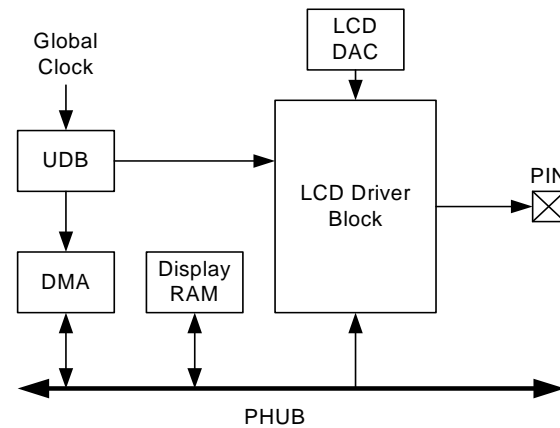 LCD
DAC
Global
Clock
UDB
LCD Driver
Block
PIN
DMA
Display
RAM
PHUB